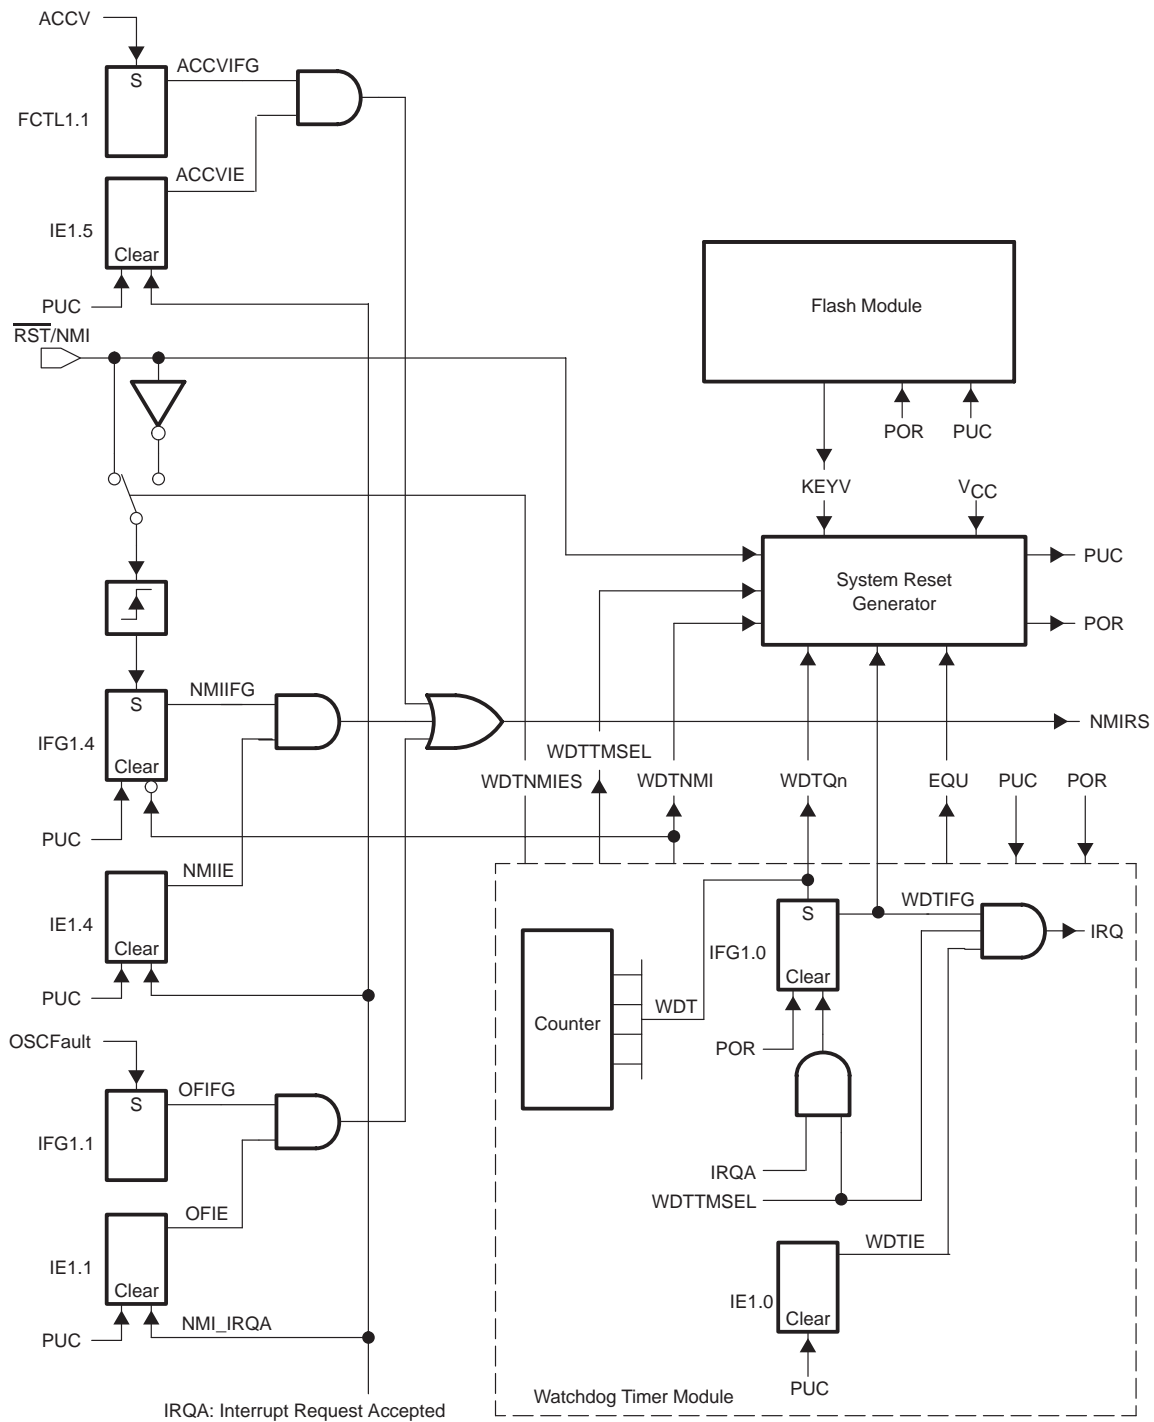 ACCV
S
ACCVIFG
FCTL1.1
ACCVIE
IE1.5
Clear
PUC
RST/NMI
Flash Module
POR
PUC
KEYV
VCC
System Reset
Generator
PUC
POR
S
NMIIFG
IFG1.4
Clear
PUC
NMIRS
WDTTMSEL
WDTNMIES
WDTNMI
WDTQn
EQU
PUC
POR
NMIIE
IE1.4
Clear
PUC
S
WDTIFG
IFG1.0
Clear
IRQ
Counter
WDT
POR
OSCFault
S
OFIFG
IFG1.1
IRQA
WDTTMSEL
OFIE
IE1.1
Clear
PUC
NMI_IRQA
WDTIE
IE1.0
Clear
PUC
Watchdog Timer Module
IRQA: Interrupt Request Accepted